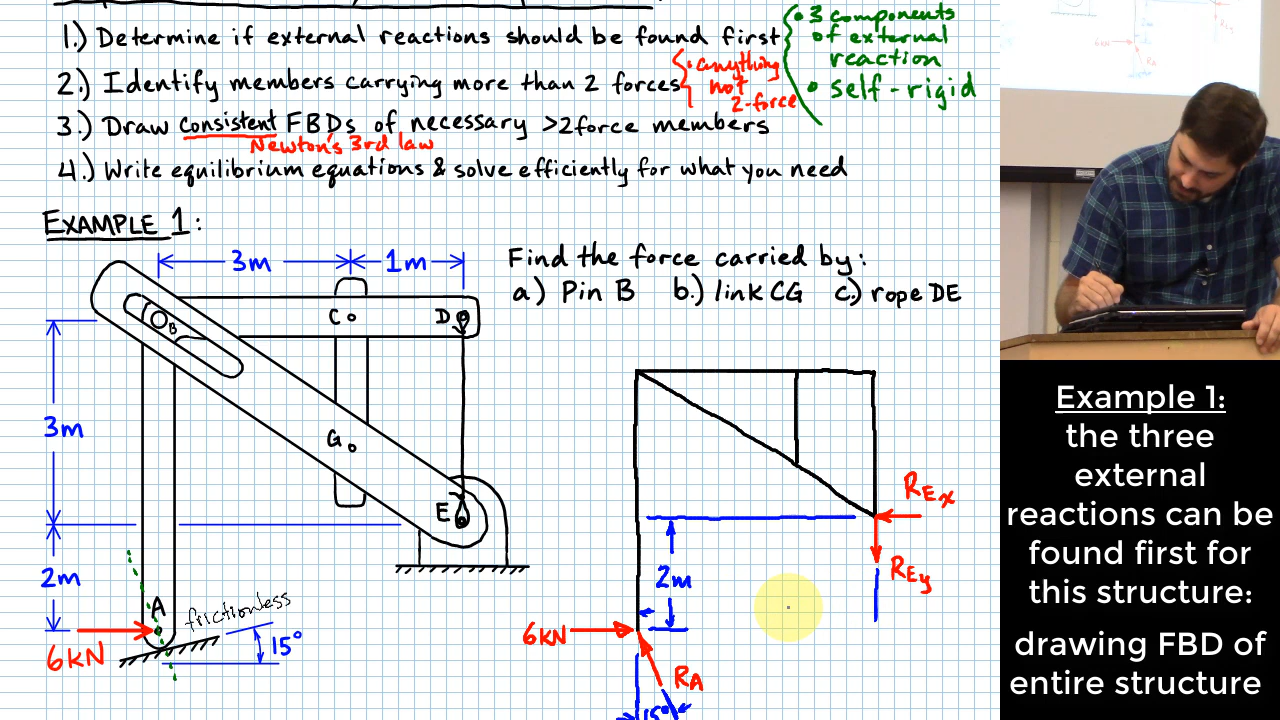 1.) Determine if external reactions should be found first
• 3 components
of external
reaction
• self-rigid
2.) Identify members carrying more than 2 forces
• anything
not
2-force
3.) Draw consistent FBDs of necessary >2force members
Newton's 3rd law
4.) Write equilibrium equations & solve efficiently for what you need
EXAMPLE 1:
3m
1m
Find the force carried by:
a) Pin B b.) link CG c.) rope DE
B
C
D
3m
G
E
2m
A
frictionless
15°
6KN
REx
REy
2m
6KN
RA
15°
Example 1:
the three
external
reactions can be
found first for
this structure:
drawing FBD of
entire structure